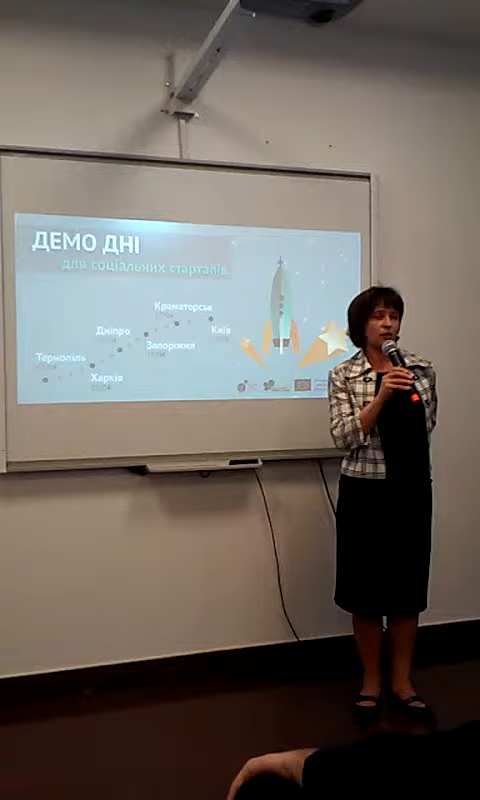 ДЕМО ДНІ
для соціальних стартапів
Краматорськ
Дніпро
Київ
Запоріжжя
Тернопіль
Харків